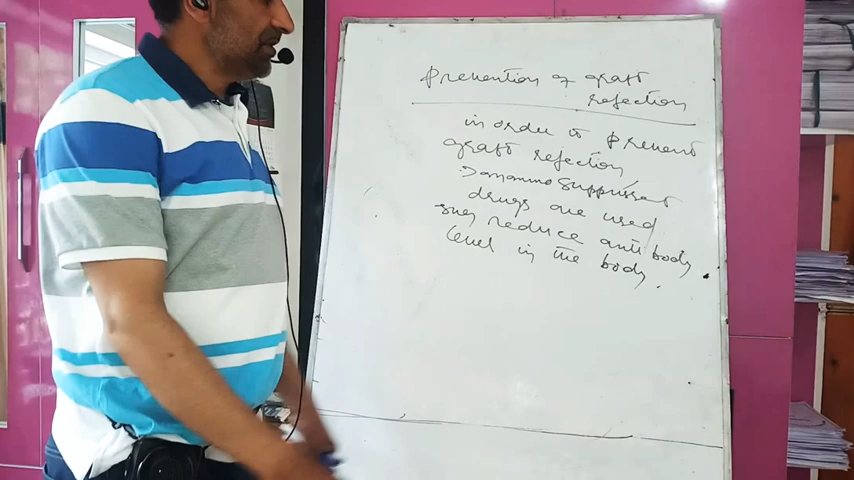 Prevention of graft
rejection
in order to prevent
graft rejection
Immunosuppressant
drugs are used
they reduce antibody
level in the body.